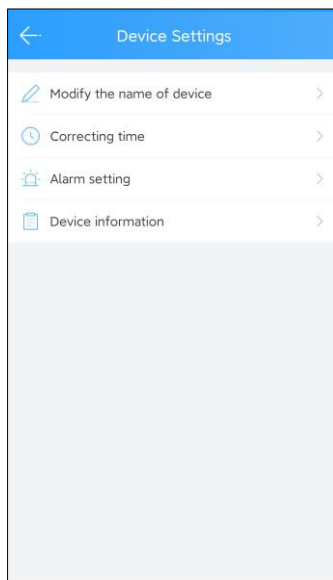 Device Settings
Modify the name of device
Correcting time
Alarm setting
Device information